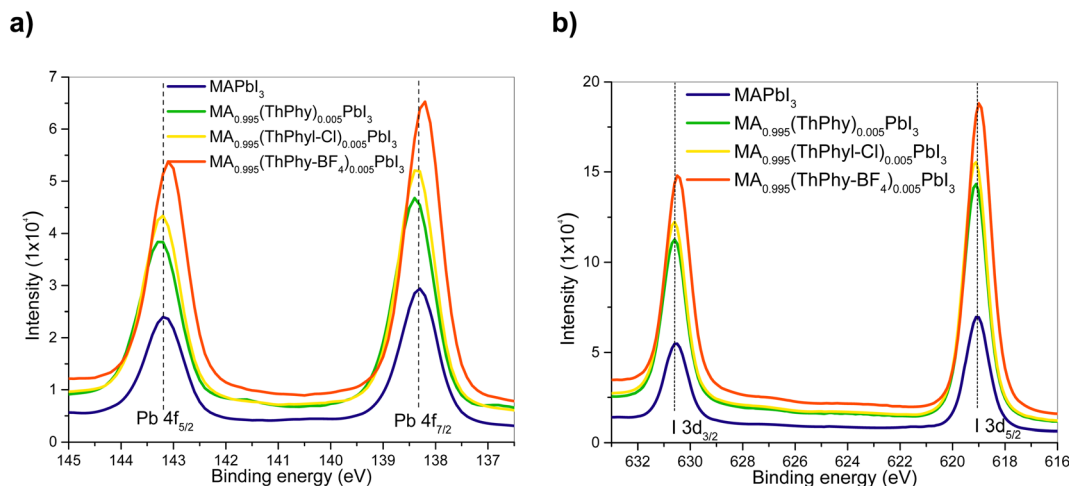 a)
MAPbI3
MA0.995(ThPhy)0.005PbI3
MA0.995(ThPhyl-Cl)0.005PbI3
MA0.995(ThPhy-BF4)0.005PbI3
7
6
5
4
3
2
1
0
Intensity (1x10⁴)
Pb 4f5/2
Pb 4f7/2
145 144 143 142 141 140 139 138 137
Binding energy (eV)
b)
MAPbI3
MA0.995(ThPhy)0.005PbI3
MA0.995(ThPhyl-Cl)0.005PbI3
MA0.995(ThPhy-BF4)0.005PbI3
20
15
10
5
0
Intensity (1x10⁴)
I 3d3/2
I 3d5/2
632 630 628 626 624 622 620 618 616
Binding energy (eV)